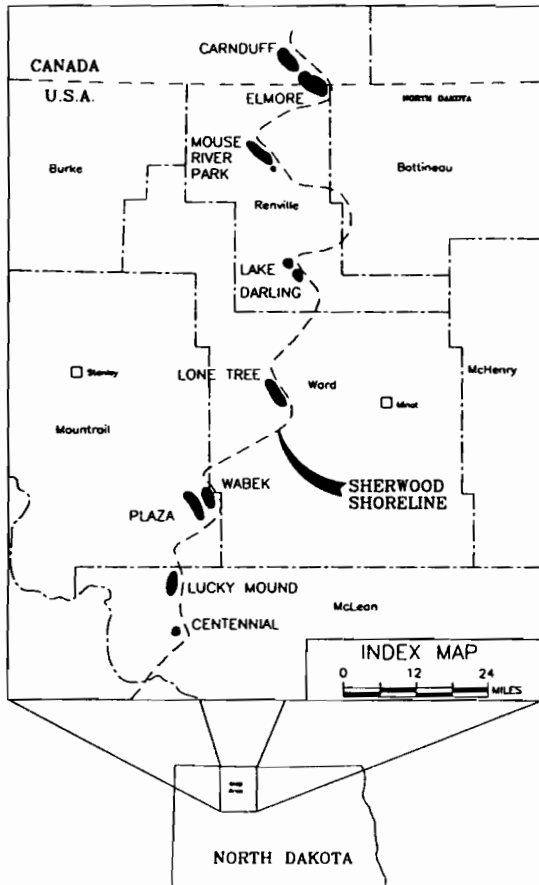 CARNDUFF
CANADA
U.S.A.
ELMORE
NORTH DAKOTA
MOUSE
RIVER
PARK
Burke
Bottineau
Renville
LAKE
DARLING
LONE TREE
Ward
McHenry
Stanley
Minot
Mountrail
WABEK
SHERWOOD
SHORELINE
PLAZA
LUCKY MOUND
McLean
CENTENNIAL
INDEX MAP
0 12 24
MILES
NORTH DAKOTA